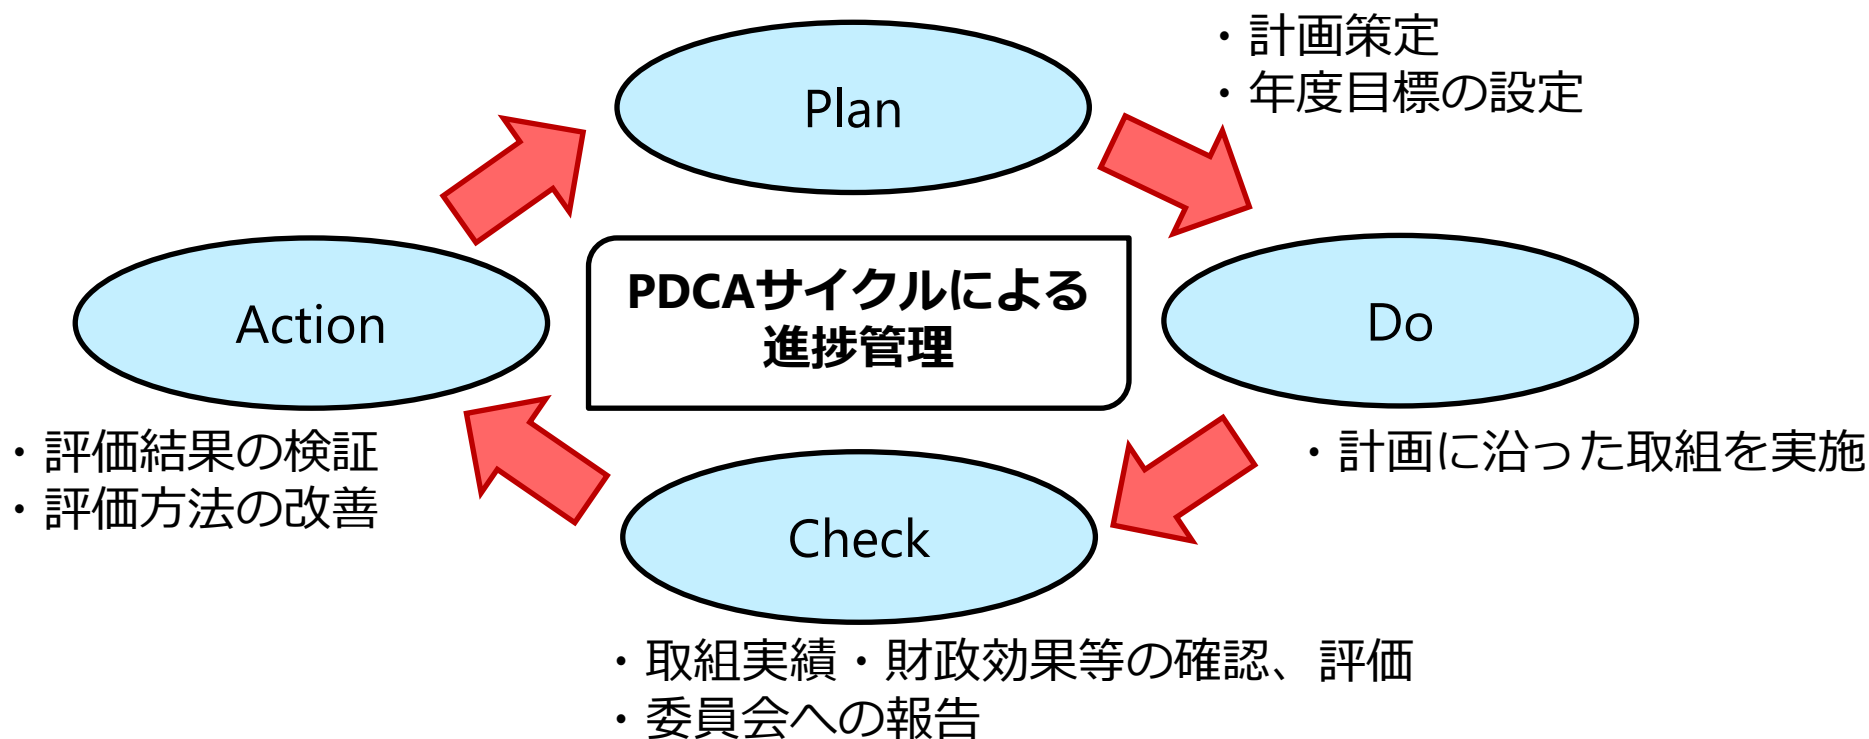 Plan
・計画策定
・年度目標の設定
PDCAサイクルによる
進捗管理
Do
・計画に沿った取組を実施
Check
・取組実績・財政効果等の確認、評価
・委員会への報告
Action
・評価結果の検証
・評価方法の改善